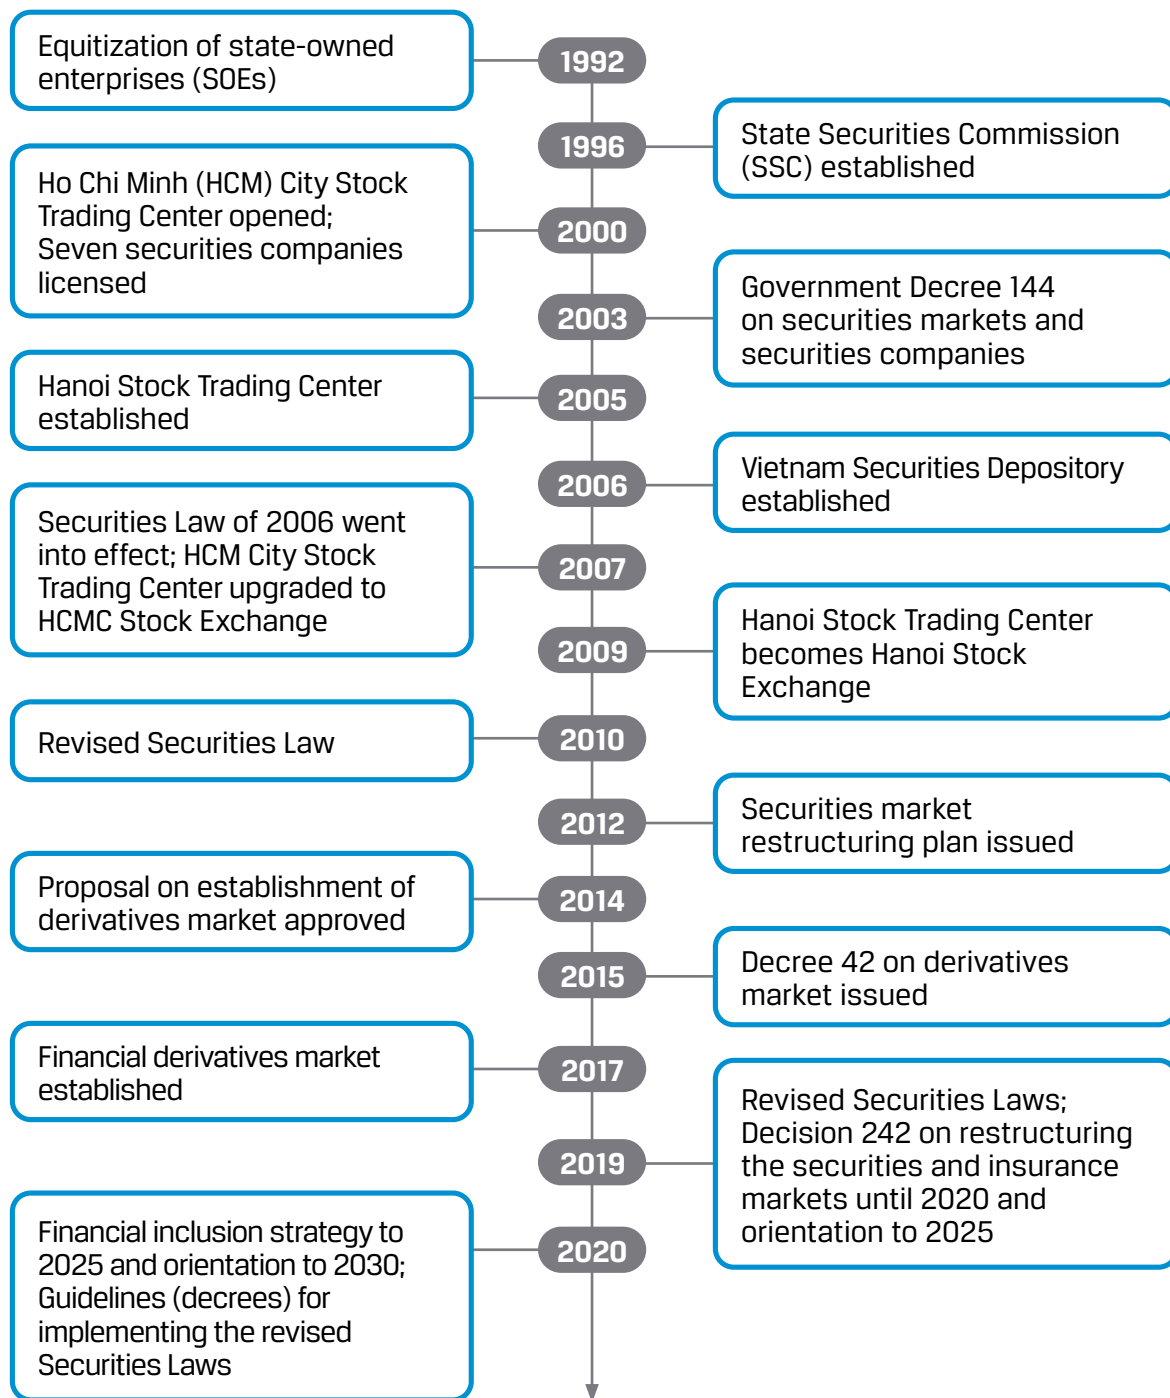 Equitization of state-owned
enterprises (SOEs)
1992
1996
State Securities Commission
(SSC) established
Ho Chi Minh (HCM) City Stock
Trading Center opened;
Seven securities companies
licensed
2000
2003
Government Decree 144
on securities markets and
securities companies
Hanoi Stock Trading Center
established
2005
2006
Vietnam Securities Depository
established
Securities Law of 2006 went
into effect; HCM City Stock
Trading Center upgraded to
HCMC Stock Exchange
2007
2009
Hanoi Stock Trading Center
becomes Hanoi Stock
Exchange
Revised Securities Law
2010
2012
Securities market
restructuring plan issued
Proposal on establishment of
derivatives market approved
2014
2015
Decree 42 on derivatives
market issued
Financial derivatives market
established
2017
2019
Revised Securities Laws;
Decision 242 on restructuring
the securities and insurance
markets until 2020 and
orientation to 2025
Financial inclusion strategy to
2025 and orientation to 2030;
Guidelines (decrees) for
implementing the revised
Securities Laws
2020